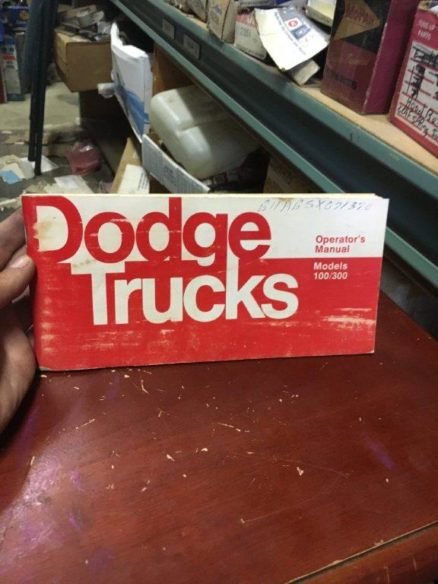 Dodge
Trucks
Operator's
Manual
Models
100/300